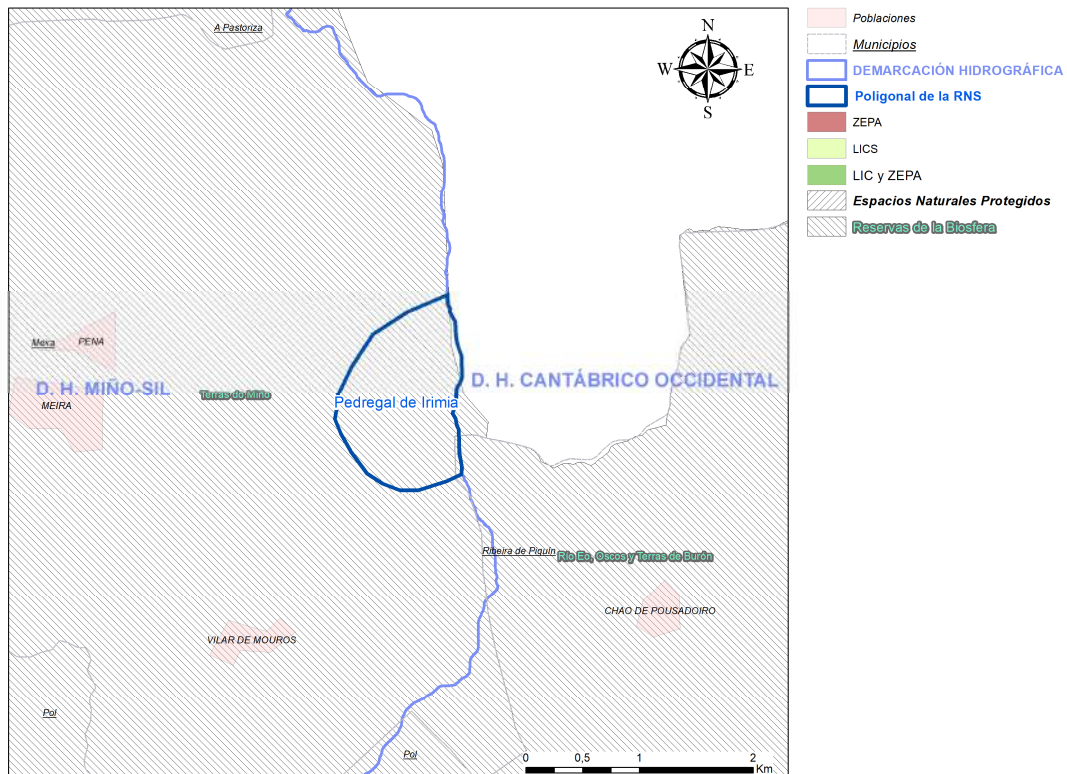 A Pastoriza
N
W
E
S
Meira
PENA
D. H. MIÑO-SIL
MEIRA
Terras do Miño
Pedregal de Irimia
D. H. CANTÁBRICO OCCIDENTAL
Ribeira de Piquín
Río Eo, Oscos y Terras de Burón
CHAO DE POUSADOIRO
VILAR DE MOUROS
Pol
Pol
0 0,5 1 2
Km
Poblaciones
Municipios
DEMARCACIÓN HIDROGRÁFICA
Poligonal de la RNS
ZEPA
LICS
LIC y ZEPA
Espacios Naturales Protegidos
Reservas de la Biosfera